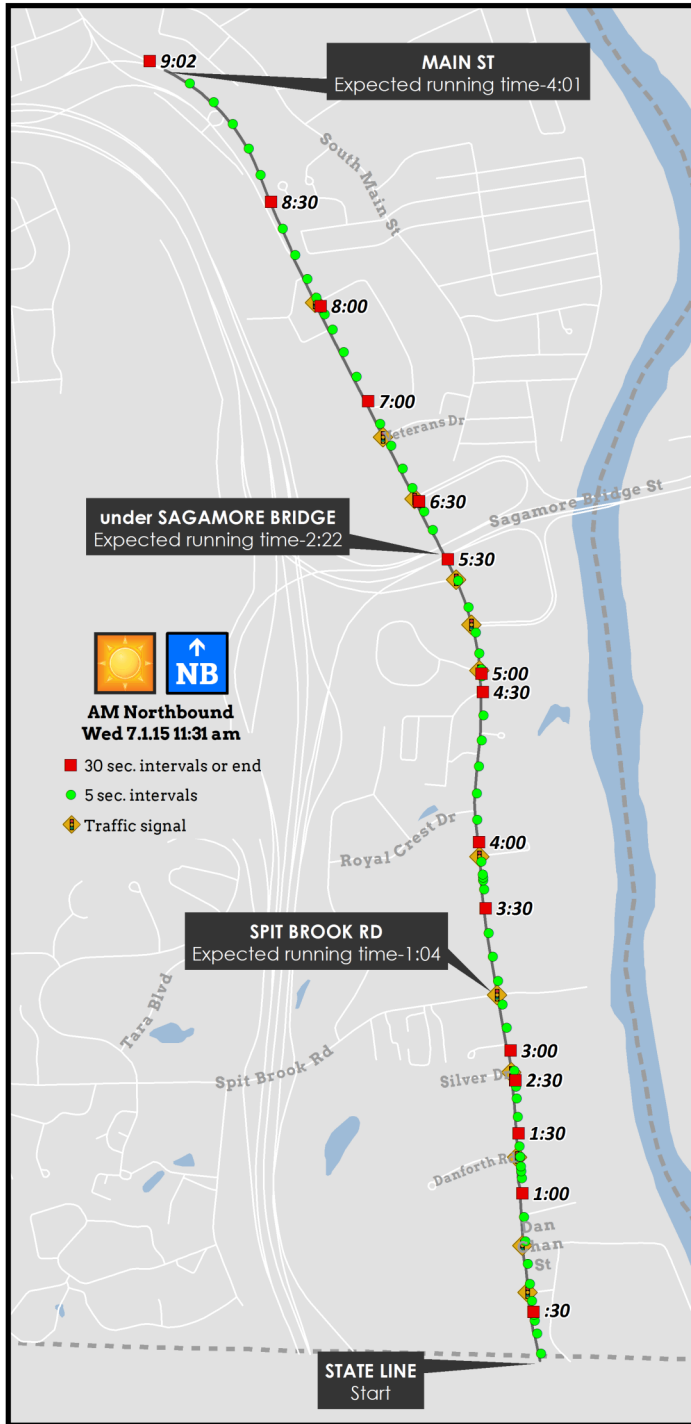 9:02
MAIN ST
Expected running time-4:01
South Main St
8:30
8:00
7:00
Veterans Dr
6:30
Sagamore Bridge St
under SAGAMORE BRIDGE
Expected running time-2:22
5:30
NB
5:00
4:30
AM Northbound
Wed 7.1.15 11:31 am
30 sec. intervals or end
5 sec. intervals
Traffic signal
Royal Crest Dr
4:00
3:30
SPIT BROOK RD
Expected running time-1:04
Tara Blvd
3:00
Spit Brook Rd
Silver D
2:30
1:30
Danforth R
1:00
Dan
han
St
:30
STATE LINE
Start